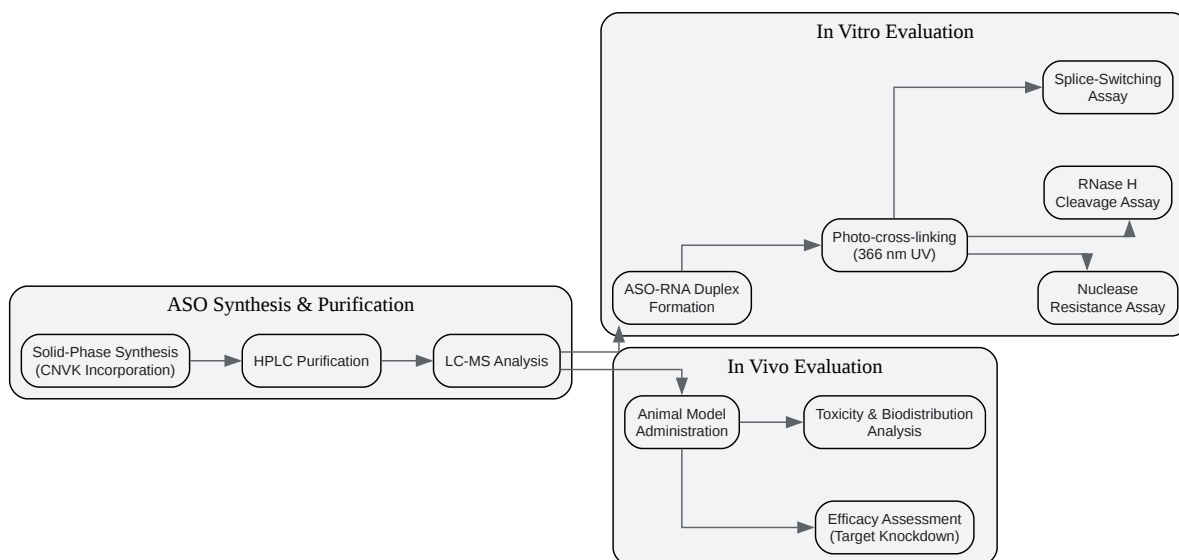 In Vitro Evaluation
Splice-Switching
Assay
RNase H
Cleavage Assay
Photo-cross-linking
(366 nm UV)
ASO-RNA Duplex
Formation
Nuclease
Resistance Assay
ASO Synthesis & Purification
Solid-Phase Synthesis
(CNVK Incorporation)
HPLC Purification
LC-MS Analysis
In Vivo Evaluation
Animal Model
Administration
Toxicity & Biodistribution
Analysis
Efficacy Assessment
(Target Knockdown)